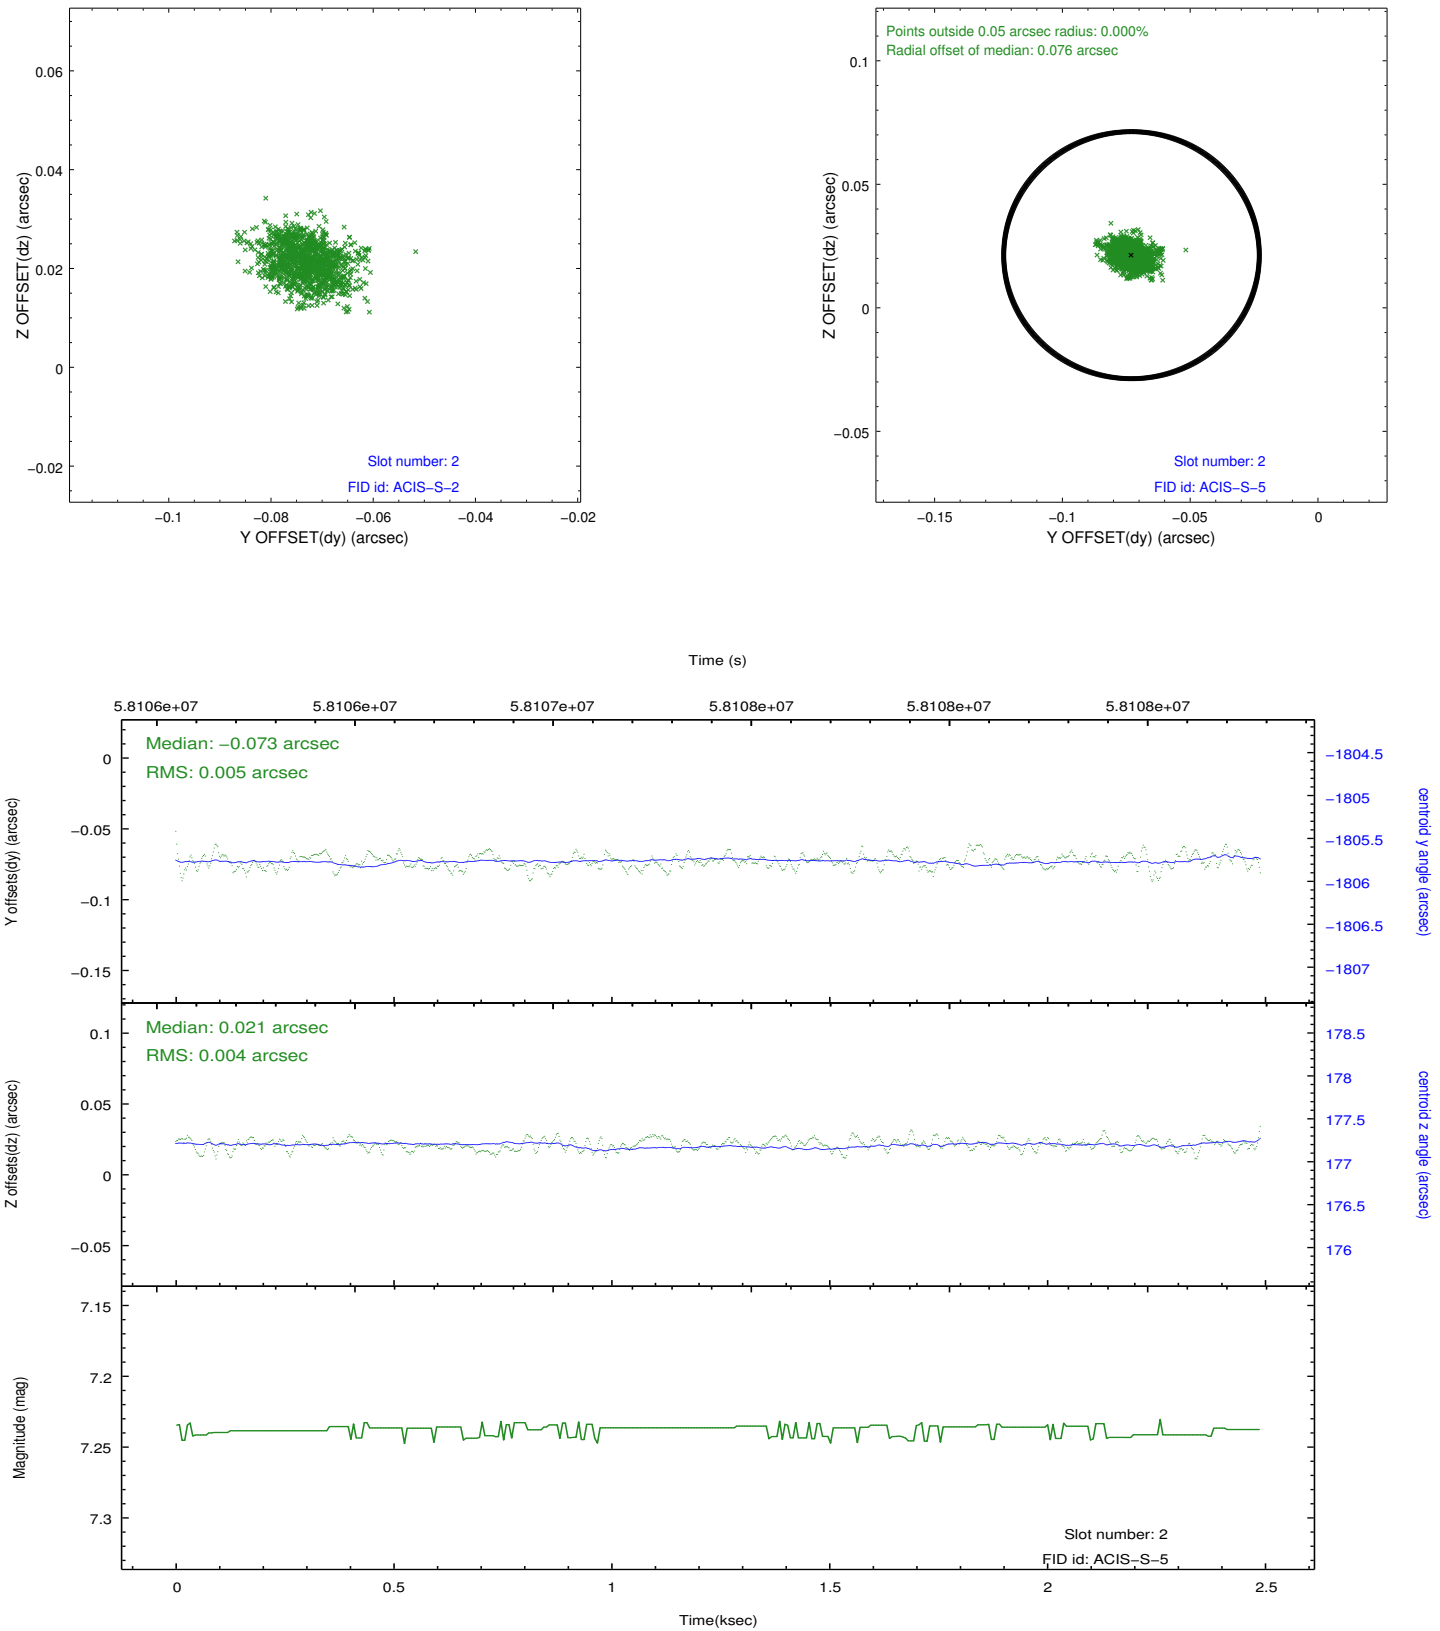 0.06
0.04
0.02
0
−0.02
Z OFFSET(dz) (arcsec)
Slot number: 2
FID id: ACIS−S−2
−0.1 −0.08 −0.06 −0.04 −0.02
Y OFFSET(dy) (arcsec)
Points outside 0.05 arcsec radius: 0.000%
Radial offset of median: 0.076 arcsec
0.1
0.05
0
−0.05
Z OFFSET(dz) (arcsec)
Slot number: 2
FID id: ACIS−S−5
−0.15 −0.1 −0.05 0
Y OFFSET(dy) (arcsec)
Time (s)
5.8106e+07 5.8106e+07 5.8107e+07 5.8108e+07 5.8108e+07 5.8108e+07
Median: −0.073 arcsec
RMS: 0.005 arcsec
0
−0.05
−0.1
−0.15
Y offsets(dy) (arcsec)
−1804.5
−1805
−1805.5
−1806
−1806.5
−1807
centroid y angle (arcsec)
Median: 0.021 arcsec
RMS: 0.004 arcsec
0.1
0.05
0
−0.05
Z offsets(dz) (arcsec)
178.5
178
177.5
177
176.5
176
centroid z angle (arcsec)
7.15
7.2
7.25
7.3
Magnitude (mag)
Slot number: 2
FID id: ACIS−S−5
0 0.5 1 1.5 2 2.5
Time(ksec)